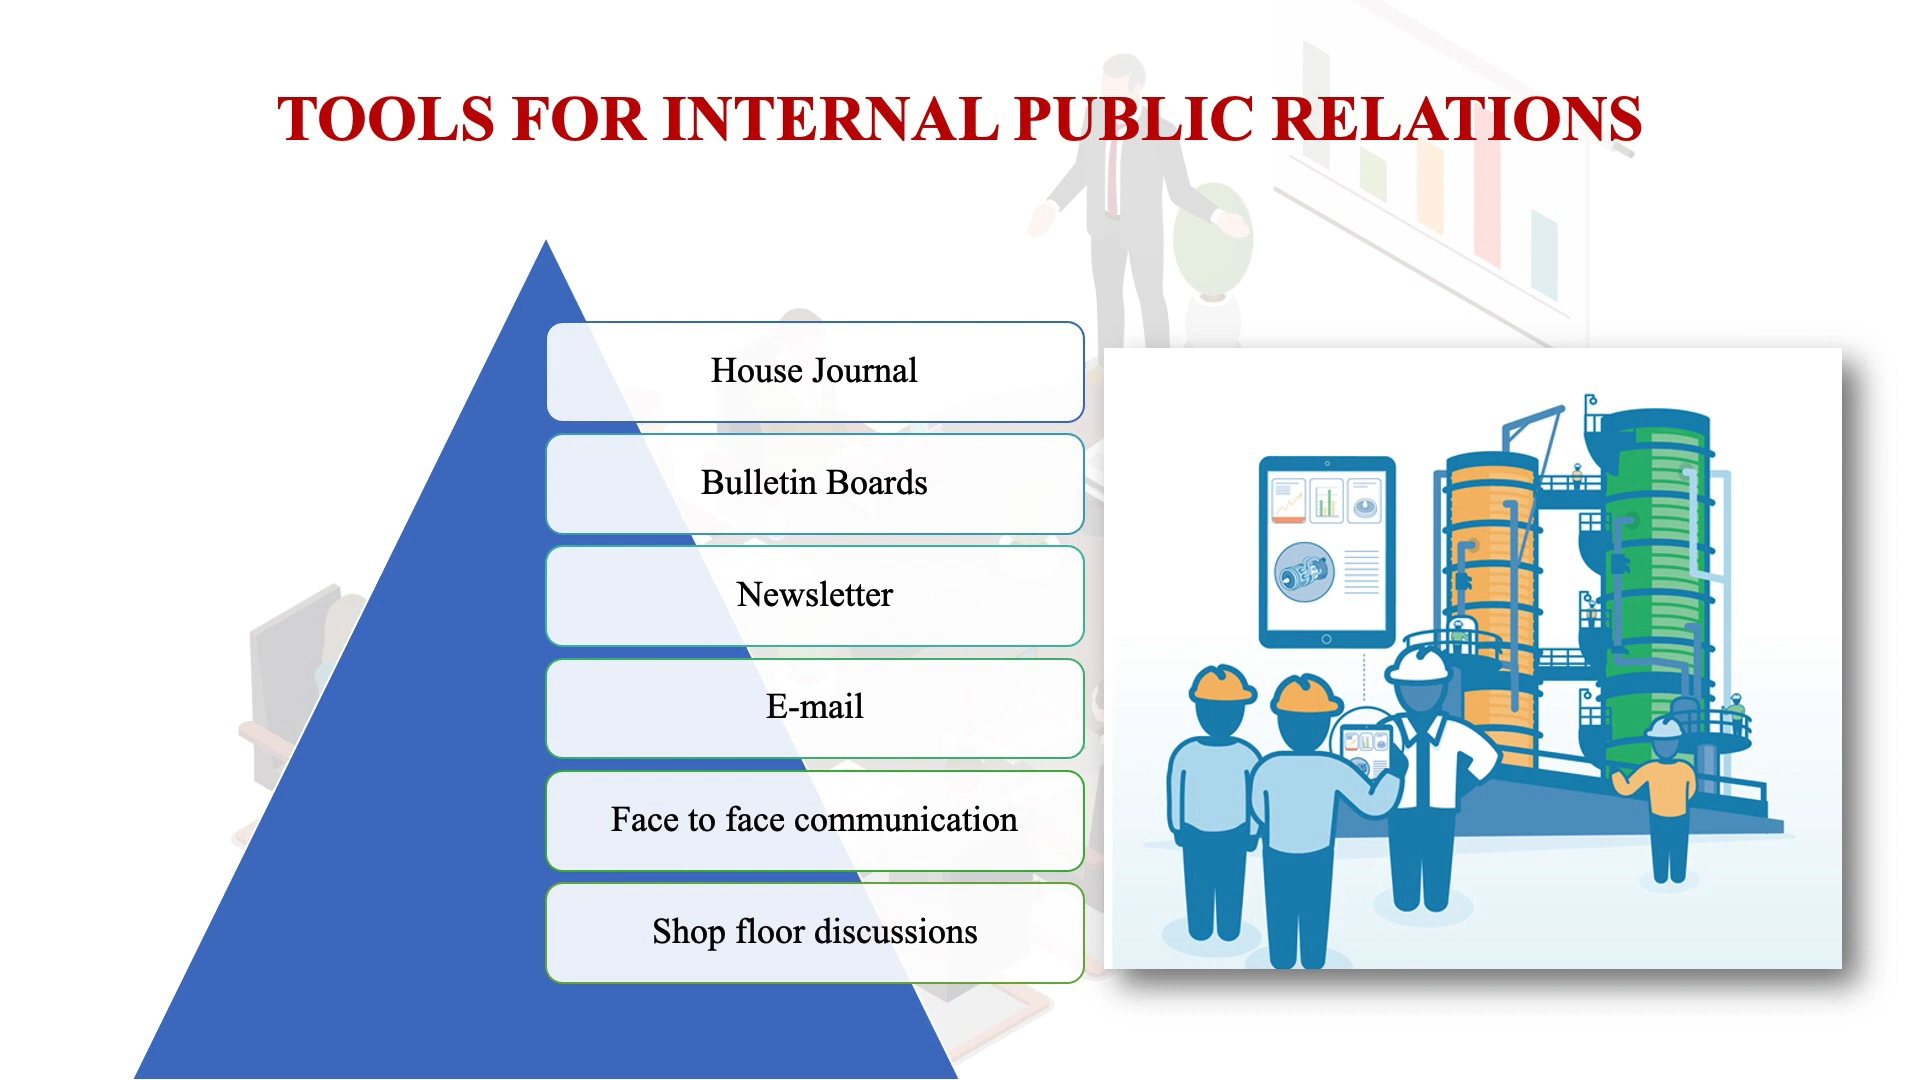 TOOLS FOR INTERNAL PUBLIC RELATIONS
House Journal
Bulletin Boards
Newsletter
E-mail
Face to face communication
Shop floor discussions